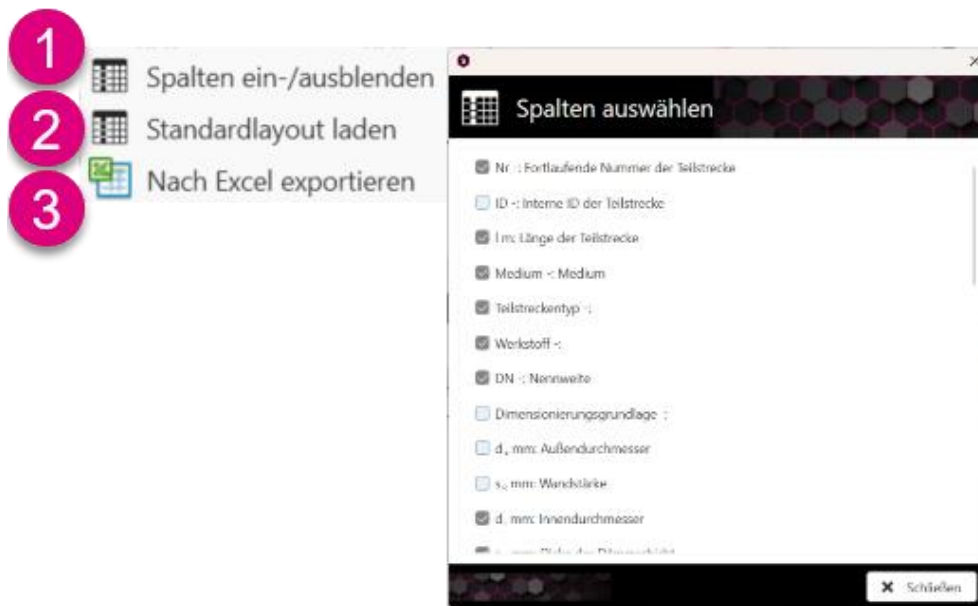 1
Spalten ein-/ausblenden
2
Standardlayout laden
3
Nach Excel exportieren
Spalten auswählen
Nr -: Fortlaufende Nummer der Teilstrecke
ID -: Interne ID der Teilstrecke
l m: Länge der Teilstrecke
Medium -: Medium
Teilstreckentyp -:
Werkstoff -:
DN -: Nennweite
Dimensionierungsgrundlage -:
d, mm: Außendurchmesser
s, mm: Wandstärke
d, mm: Innendurchmesser
Schließen